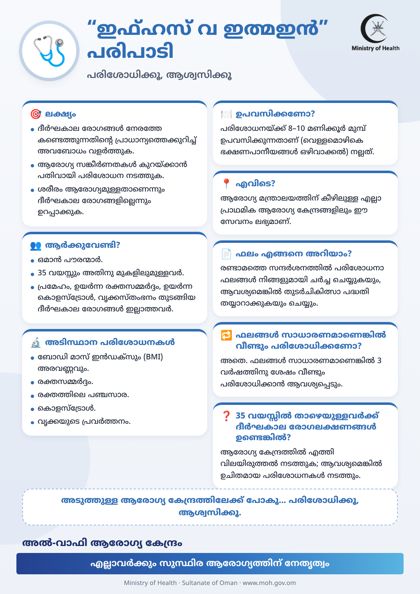 “ഇഫ്ഹസ് വ ഇത്മഇൻ”
പരിപാടി
പരിശോധിക്കൂ, ആശ്വസിക്കൂ
Ministry of Health
ലക്ഷ്യം
ദീർഘകാല രോഗങ്ങൾ നേരത്തേ
കണ്ടെത്തുന്നതിന്റെ പ്രാധാന്യത്തെക്കുറിച്ച്
അവബോധം വളർത്തുക.
ആരോഗ്യ സങ്കീർണതകൾ കുറയ്ക്കാൻ
പതിവായി പരിശോധന നടത്തുക.
ശരീരം ആരോഗ്യമുള്ളതാണെന്നും
ദീർഘകാല രോഗങ്ങളില്ലെന്നും
ഉറപ്പാക്കുക.
ആർക്കുവേണ്ടി?
ഒമാൻ പൗരന്മാർ.
35 വയസ്സും അതിനു മുകളിലുമുള്ളവർ.
പ്രമേഹം, ഉയർന്ന രക്തസമ്മർദ്ദം, ഉയർന്ന
കൊളസ്ട്രോൾ, വൃക്കസ്തംഭനം തുടങ്ങിയ
ദീർഘകാല രോഗങ്ങൾ ഇല്ലാത്തവർ.
അടിസ്ഥാന പരിശോധനകൾ
ബോഡി മാസ് ഇൻഡക്സും (BMI)
അരവണ്ണവും.
രക്തസമ്മർദ്ദം.
രക്തത്തിലെ പഞ്ചസാര.
കൊളസ്ട്രോൾ.
വൃക്കയുടെ പ്രവർത്തനം.
ഉപവസിക്കണോ?
പരിശോധനയ്ക്ക് 8–10 മണിക്കൂർ മുമ്പ്
ഉപവസിക്കുന്നതാണ് (വെള്ളമൊഴികെ
ഭക്ഷണപാനീയങ്ങൾ ഒഴിവാക്കൽ) നല്ലത്.
എവിടെ?
ആരോഗ്യ മന്ത്രാലയത്തിന് കീഴിലുള്ള എല്ലാ
പ്രാഥമിക ആരോഗ്യ കേന്ദ്രങ്ങളിലും ഈ
സേവനം ലഭ്യമാണ്.
ഫലം എങ്ങനെ അറിയാം?
രണ്ടാമത്തെ സന്ദർശനത്തിൽ പരിശോധനാ
ഫലങ്ങൾ നിങ്ങളുമായി ചർച്ച ചെയ്യുകയും,
ആവശ്യമെങ്കിൽ തുടർചികിത്സാ പദ്ധതി
തയ്യാറാക്കുകയും ചെയ്യും.
ഫലങ്ങൾ സാധാരണമാണെങ്കിൽ
വീണ്ടും പരിശോധിക്കണോ?
അതെ. ഫലങ്ങൾ സാധാരണമാണെങ്കിൽ 3
വർഷത്തിനു ശേഷം വീണ്ടും
പരിശോധിക്കാൻ ആവശ്യപ്പെടും.
35 വയസ്സിൽ താഴെയുള്ളവർക്ക്
ദീർഘകാല രോഗലക്ഷണങ്ങൾ
ഉണ്ടെങ്കിൽ?
ആരോഗ്യ കേന്ദ്രത്തിൽ എത്തി
വിലയിരുത്തൽ നടത്തുക; ആവശ്യമെങ്കിൽ
ഉചിതമായ പരിശോധനകൾ നടത്തും.
അടുത്തുള്ള ആരോഗ്യ കേന്ദ്രത്തിലേക്ക് പോകൂ... പരിശോധിക്കൂ,
ആശ്വസിക്കൂ.
അൽ-വാഫി ആരോഗ്യ കേന്ദ്രം
എല്ലാവർക്കും സുസ്ഥിര ആരോഗ്യത്തിന് നേതൃത്വം
Ministry of Health · Sultanate of Oman · www.moh.gov.om